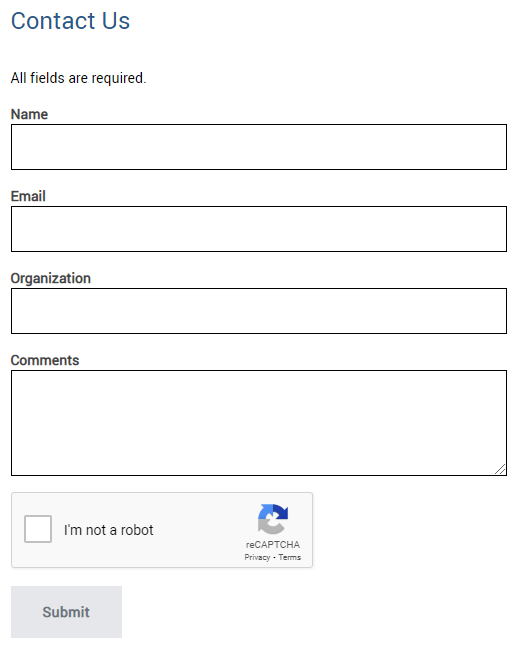 Contact Us
All fields are required.
Name
Email
Organization
Comments
I'm not a robot
reCAPTCHA
Privacy - Terms
Submit